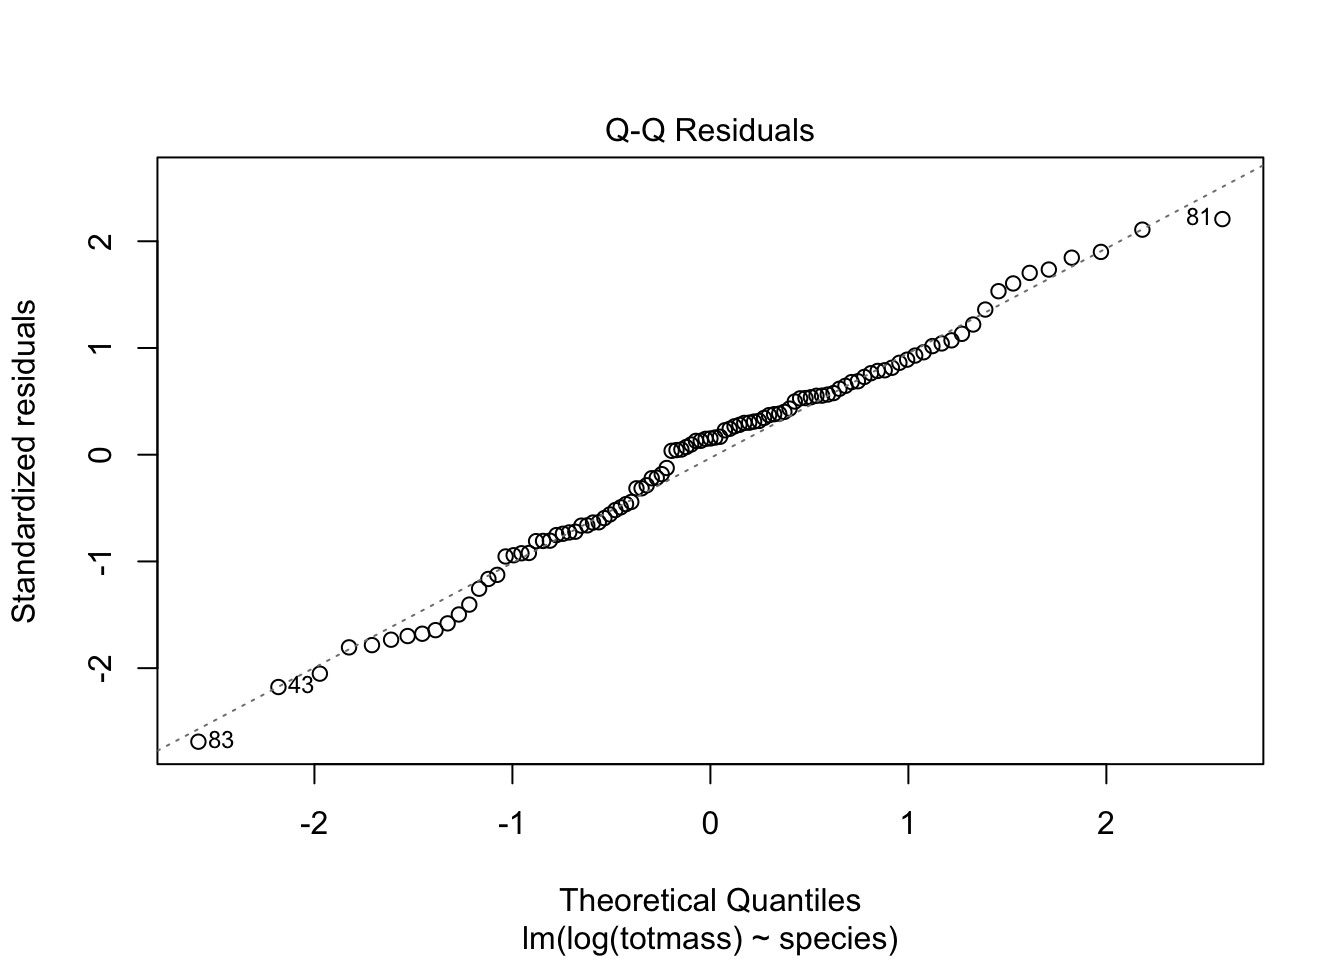 Q-Q Residuals
Standardized residuals
2
1
0
-1
-2
81
43
83
-2 -1 0 1 2
Theoretical Quantiles
lm(log(totmass) ~ species)